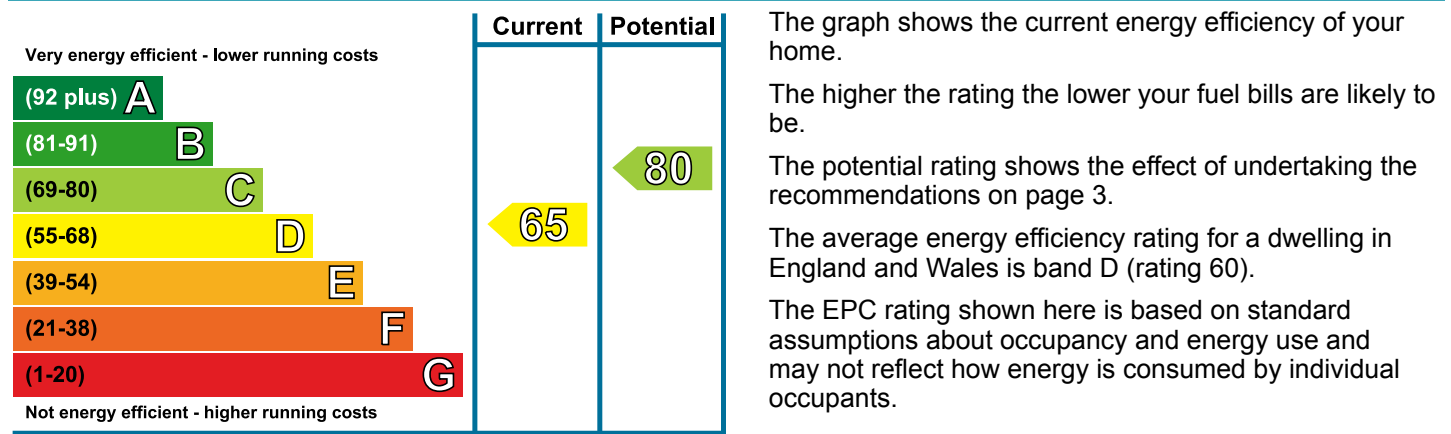 Current Potential
Very energy efficient - lower running costs
(92 plus) A
(81-91) B
(69-80) C
(55-68) D
(39-54) E
(21-38) F
(1-20) G
Not energy efficient - higher running costs
65
80
The graph shows the current energy efficiency of your
home.
The higher the rating the lower your fuel bills are likely to
be.
The potential rating shows the effect of undertaking the
recommendations on page 3.
The average energy efficiency rating for a dwelling in
England and Wales is band D (rating 60).
The EPC rating shown here is based on standard
assumptions about occupancy and energy use and
may not reflect how energy is consumed by individual
occupants.